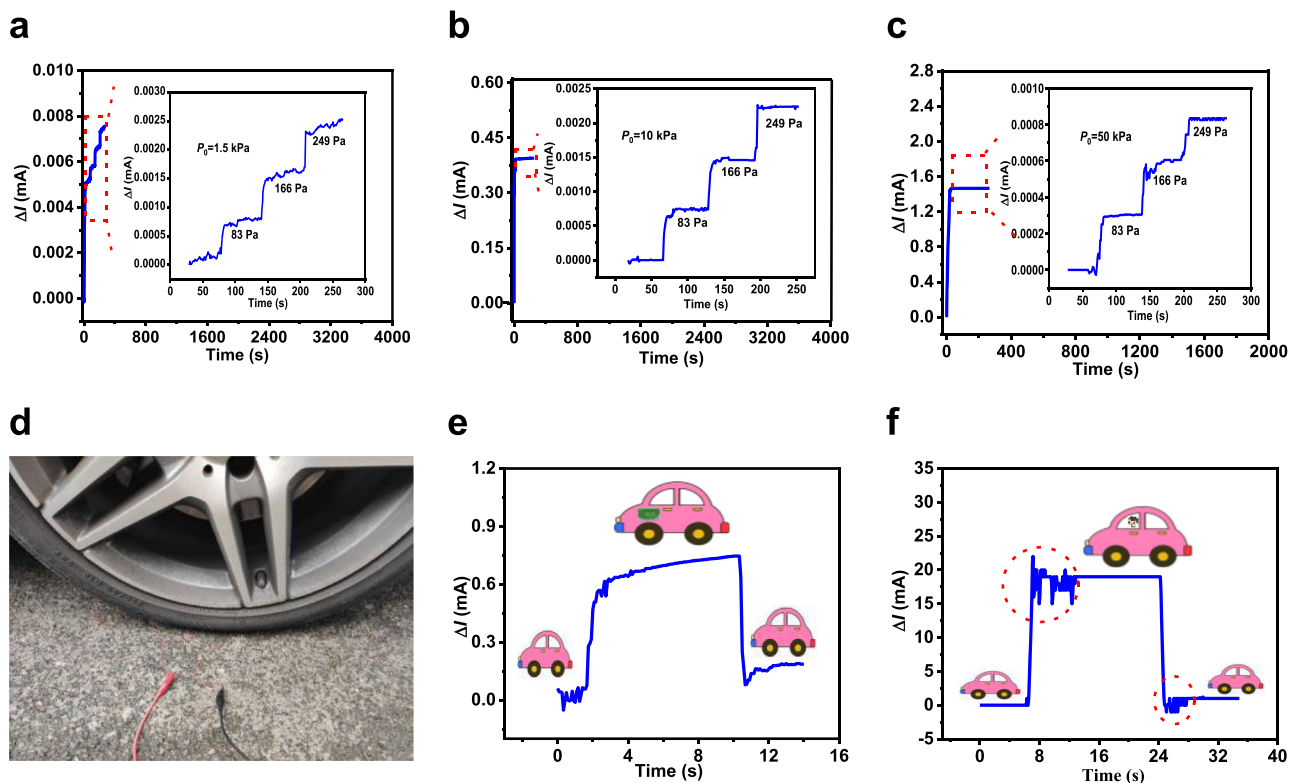 a
0.010
0.008
0.006
0.004
0.002
0.000
ΔI (mA)
0 800 1600 2400 3200 4000
Time (s)
0.0030
0.0025
0.0020
0.0015
0.0010
0.0005
0.0000
ΔI (mA)
P0=1.5 kPa
249 Pa
166 Pa
83 Pa
0 50 100 150 200 250 300
Time (s)
b
0.60
0.45
0.30
0.15
0.00
ΔI (mA)
0 800 1600 2400 3200 4000
Time (s)
0.0025
0.0020
0.0015
0.0010
0.0005
0.0000
ΔI (mA)
P0=10 kPa
249 Pa
166 Pa
83 Pa
0 50 100 150 200 250
Time (s)
c
2.8
2.4
2.0
1.6
1.2
0.8
0.4
0.0
ΔI (mA)
0 400 800 1200 1600 2000
Time (s)
0.0010
0.0008
0.0006
0.0004
0.0002
0.0000
ΔI (mA)
P0=50 kPa
249 Pa
166 Pa
83 Pa
0 50 100 150 200 250 300
Time (s)
d
e
1.2
0.9
0.6
0.3
0.0
ΔI (mA)
0 4 8 12 16
Time (s)
f
35
30
25
20
15
10
5
0
-5
ΔI (mA)
0 8 16 24 32 40
Time (s)